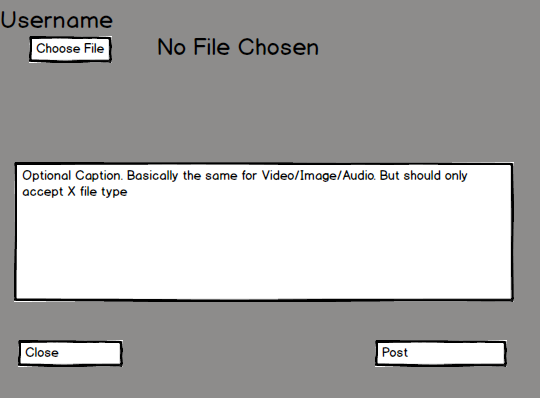 Username
Choose File
No File Chosen
Optional Caption. Basically the same for Video/Image/Audio. But should only
accept X file type
Close
Post